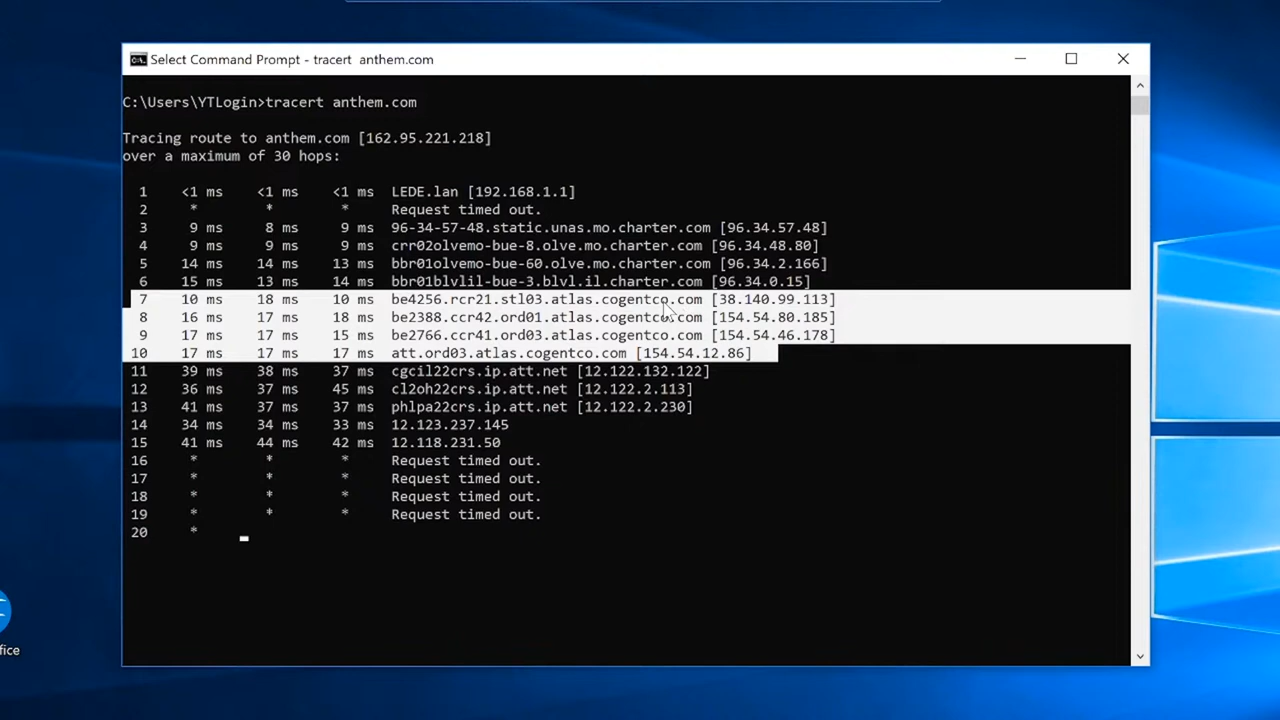 Select Command Prompt - tracert  anthem.com
C:\Users\YTLogin>tracert anthem.com
Tracing route to anthem.com [162.95.221.218]
over a maximum of 30 hops:
1    <1 ms    <1 ms    <1 ms  LEDE.lan [192.168.1.1]
2     *        *        *     Request timed out.
3     9 ms     8 ms     9 ms  96-34-57-48.static.unas.mo.charter.com [96.34.57.48]
4     9 ms     9 ms     9 ms  crr02olvemo-bue-8.olve.mo.charter.com [96.34.48.80]
5    14 ms    14 ms    13 ms  bbr01olvemo-bue-60.olve.mo.charter.com [96.34.2.166]
6    15 ms    13 ms    14 ms  bbr01blvlil-bue-3.blvl.il.charter.com [96.34.0.15]
7    10 ms    18 ms    10 ms  be4256.rcr21.stl03.atlas.cogentco.com [38.140.99.113]
8    16 ms    17 ms    18 ms  be2388.ccr42.ord01.atlas.cogentco.com [154.54.80.185]
9    17 ms    17 ms    15 ms  be2766.ccr41.ord03.atlas.cogentco.com [154.54.46.178]
10    17 ms    17 ms    17 ms  att.ord03.atlas.cogentco.com [154.54.12.86]
11    39 ms    38 ms    37 ms  cgcil22crs.ip.att.net [12.122.132.122]
12    36 ms    37 ms    45 ms  cl2oh22crs.ip.att.net [12.122.2.113]
13    41 ms    37 ms    37 ms  phlpa22crs.ip.att.net [12.122.2.230]
14    34 ms    34 ms    33 ms  12.123.237.145
15    41 ms    44 ms    42 ms  12.118.231.50
16     *        *        *     Request timed out.
17     *        *        *     Request timed out.
18     *        *        *     Request timed out.
19     *        *        *     Request timed out.
20     *
fice